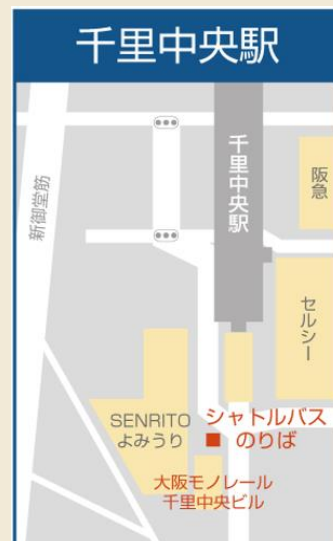 千里中央駅
千里中央駅
阪急
新御堂筋
セルシー
SENRITO
よみうり
シャトルバス
のりば
大阪モノレール
千里中央ビル